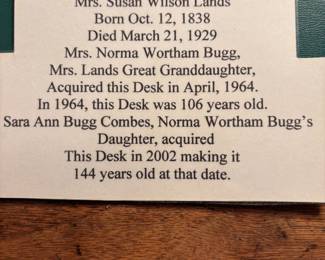 Mrs. Susan Wilson Lands
Born Oct. 12, 1838
Died March 21, 1929
Mrs. Norma Wortham Bugg,
Mrs. Lands Great Granddaughter,
Acquired this Desk in April, 1964.
In 1964, this Desk was 106 years old.
Sara Ann Bugg Combes, Norma Wortham Bugg's
Daughter, acquired
This Desk in 2002 making it
144 years old at that date.